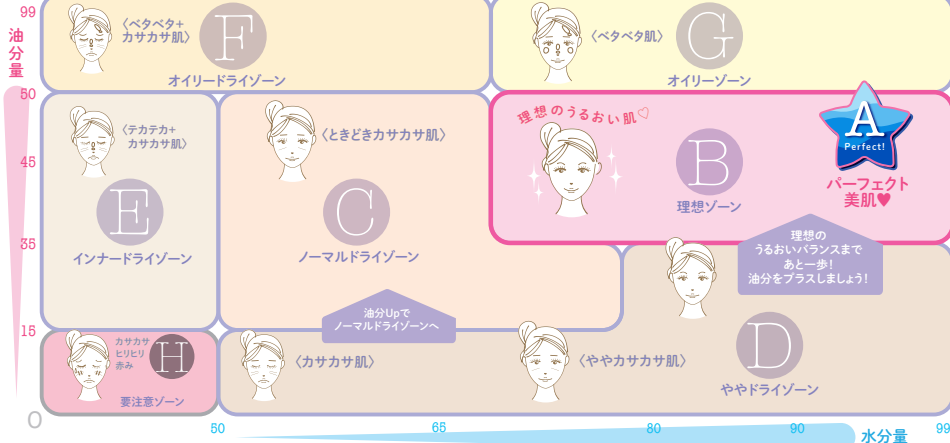 99
油分量
50
45
35
15
0
〈ベタベタ+
カサカサ肌〉
F
オイリードライゾーン
〈ベタベタ肌〉
G
オイリーゾーン
〈テカテカ+
カサカサ肌〉
E
インナードライゾーン
〈ときどきカサカサ肌〉
C
ノーマルドライゾーン
油分Upで
ノーマルドライゾーンへ
理想のうるおい肌♡
B
理想ゾーン
A
Perfect!
パーフェクト
美肌♥
理想の
うるおいバランスまで
あと一歩!
油分をプラスしましょう!
カサカサ
ヒリヒリ
赤み
H
要注意ゾーン
〈カサカサ肌〉
〈ややカサカサ肌〉
D
ややドライゾーン
50
65
80
90
99
水分量